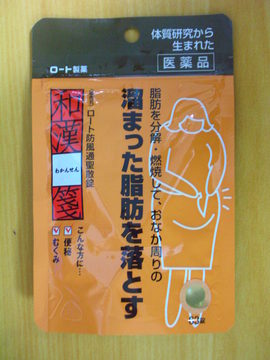 体質研究から
生まれた
医薬品
ロート製薬
和漢箋
わかんせん
ロート防風通聖散錠
脂肪を分解・燃焼して、おなか周りの
溜まった脂肪を落とす
こんな方に…
便秘
むくみ